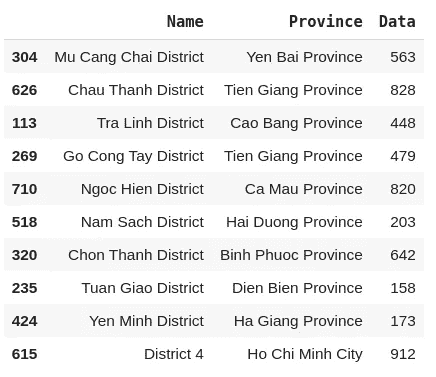 Name Province Data
304 Mu Cang Chai District Yen Bai Province 563
626 Chau Thanh District Tien Giang Province 828
113 Tra Linh District Cao Bang Province 448
269 Go Cong Tay District Tien Giang Province 479
710 Ngoc Hien District Ca Mau Province 820
518 Nam Sach District Hai Duong Province 203
320 Chon Thanh District Binh Phuoc Province 642
235 Tuan Giao District Dien Bien Province 158
424 Yen Minh District Ha Giang Province 173
615 District 4 Ho Chi Minh City 912